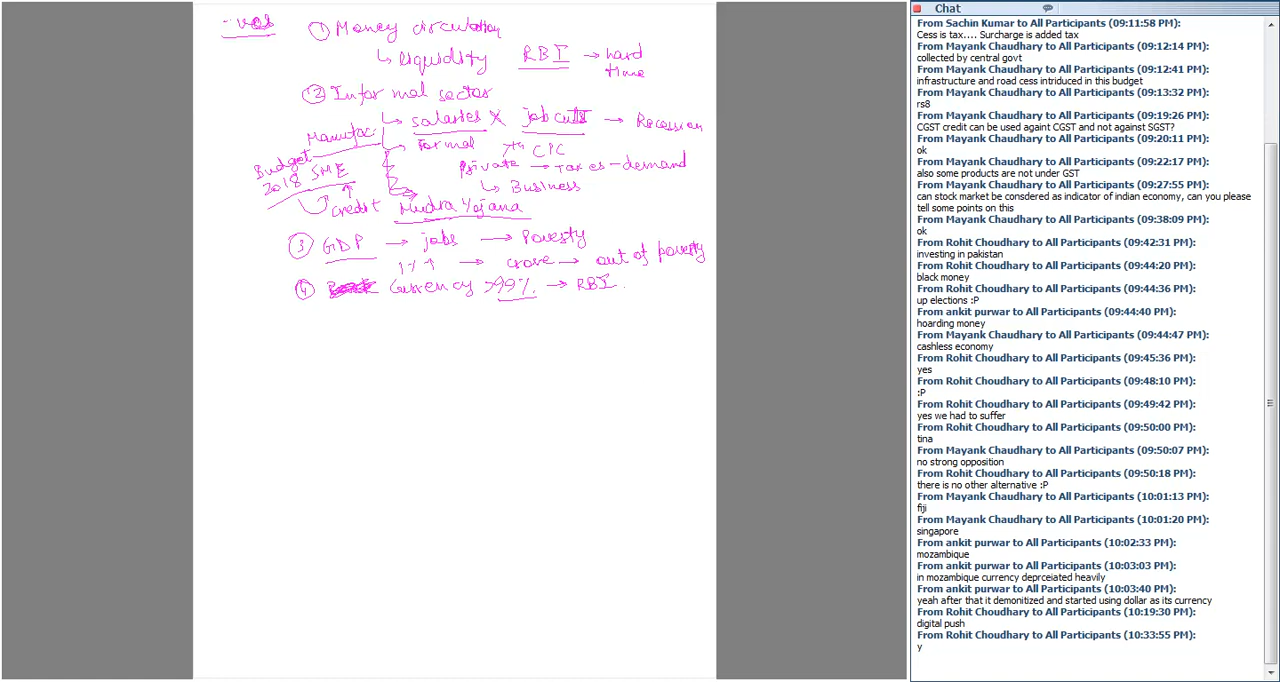 -ves
① Money circulation
↳ liquidity RBI → hard time
② Informal sector
↳ salaries X job cuts → Recession
Manufac
→ Formal CPC
Budget 2018 SME
Private → Taxes - demand
↳ Business
credit Mudra Yojana
③ GDP → jobs → Poverty
1% ↑ → crore → out of poverty
④ Currency >99% → RBI.
Chat
From Sachin Kumar to All Participants (09:11:58 PM):
Cess is tax.... Surcharge is added tax
From Mayank Chaudhary to All Participants (09:12:14 PM):
collected by central govt
From Mayank Chaudhary to All Participants (09:12:41 PM):
infrastructure and road cess intriduced in this budget
From Mayank Chaudhary to All Participants (09:13:32 PM):
rs8
From Mayank Chaudhary to All Participants (09:19:26 PM):
CGST credit can be used againt CGST and not against SGST?
From Mayank Chaudhary to All Participants (09:20:11 PM):
ok
From Mayank Chaudhary to All Participants (09:22:17 PM):
also some products are not under GST
From Mayank Chaudhary to All Participants (09:27:55 PM):
can stock market be consdered as indicator of indian economy, can you please
tell some points on this
From Mayank Chaudhary to All Participants (09:38:09 PM):
ok
From Rohit Choudhary to All Participants (09:42:31 PM):
investing in pakistan
From Rohit Choudhary to All Participants (09:44:20 PM):
black money
From Rohit Choudhary to All Participants (09:44:36 PM):
up elections :P
From ankit purwar to All Participants (09:44:40 PM):
hoarding money
From Mayank Chaudhary to All Participants (09:44:47 PM):
cashless economy
From Rohit Choudhary to All Participants (09:45:36 PM):
yes
From Rohit Choudhary to All Participants (09:48:10 PM):
:P
From Rohit Choudhary to All Participants (09:49:42 PM):
yes we had to suffer
From Rohit Choudhary to All Participants (09:50:00 PM):
tina
From Mayank Chaudhary to All Participants (09:50:07 PM):
no strong opposition
From Rohit Choudhary to All Participants (09:50:18 PM):
there is no other alternative :P
From Mayank Chaudhary to All Participants (10:01:13 PM):
fiji
From Mayank Chaudhary to All Participants (10:01:20 PM):
singapore
From ankit purwar to All Participants (10:02:33 PM):
mozambique
From ankit purwar to All Participants (10:03:03 PM):
in mozambique currency deprceiated heavily
From ankit purwar to All Participants (10:03:40 PM):
yeah after that it demonitized and started using dollar as its currency
From Rohit Choudhary to All Participants (10:19:30 PM):
digital push
From Rohit Choudhary to All Participants (10:33:55 PM):
y